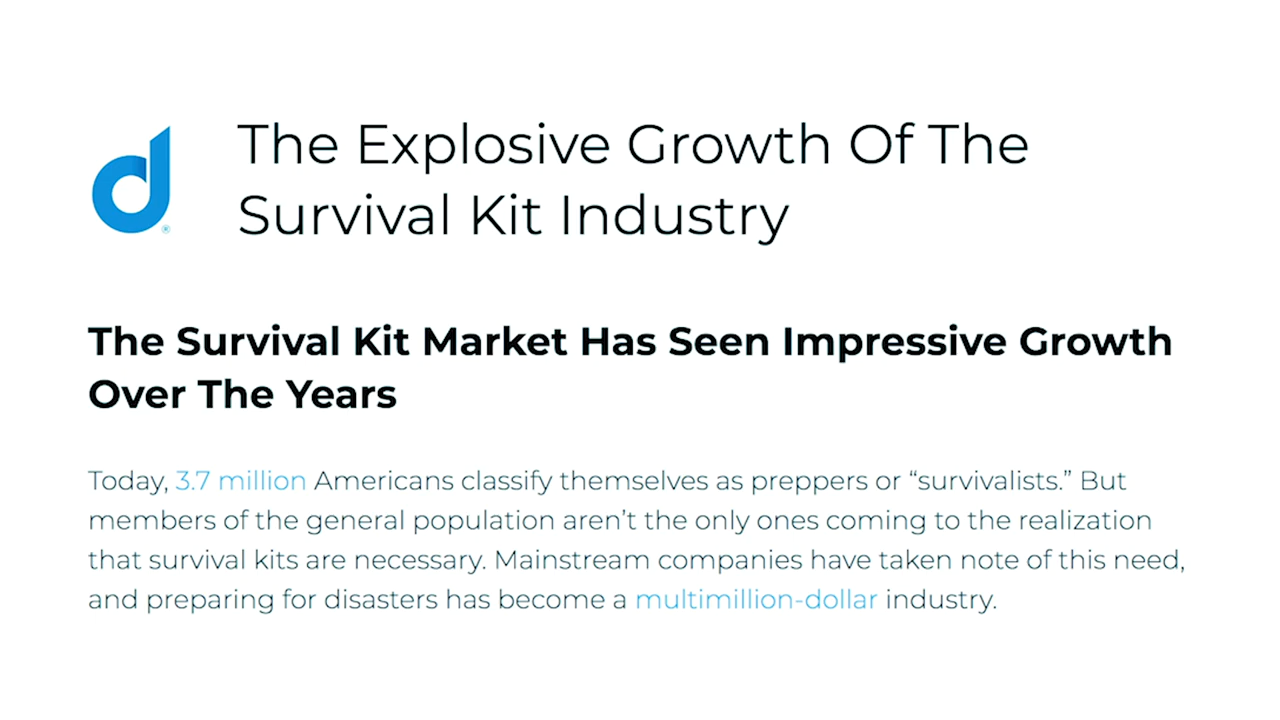 The Explosive Growth Of The
Survival Kit Industry
The Survival Kit Market Has Seen Impressive Growth
Over The Years
Today, 3.7 million Americans classify themselves as preppers or “survivalists.” But
members of the general population aren’t the only ones coming to the realization
that survival kits are necessary. Mainstream companies have taken note of this need,
and preparing for disasters has become a multimillion-dollar industry.